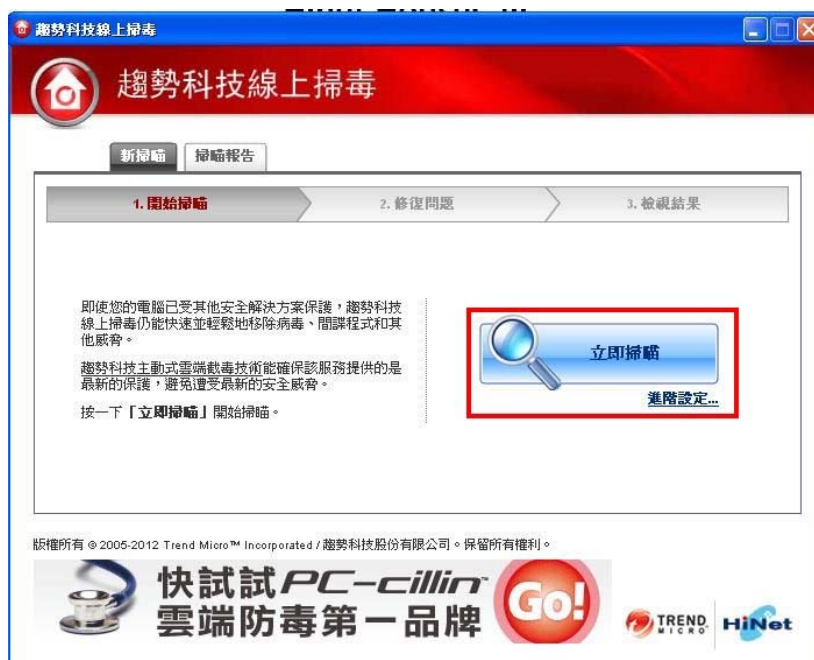 趨勢科技線上掃毒
趨勢科技線上掃毒
新掃瞄
掃瞄報告
1. 開始掃瞄
2. 修復問題
3. 檢視結果
即使您的電腦已受其他安全解決方案保護，趨勢科技
線上掃毒仍能快速並輕鬆地移除病毒、間諜程式和其
他威脅。
趨勢科技主動式雲端截毒技術能確保該服務提供的是
最新的保護，避免遭受最新的安全威脅。
按一下「立即掃瞄」開始掃瞄。
立即掃瞄
進階設定...
版權所有 © 2005-2012 Trend Micro™ Incorporated / 趨勢科技股份有限公司。保留所有權利。
快試試PC-cillin™
雲端防毒第一品牌
Go!
TREND
MICRO
HiNet